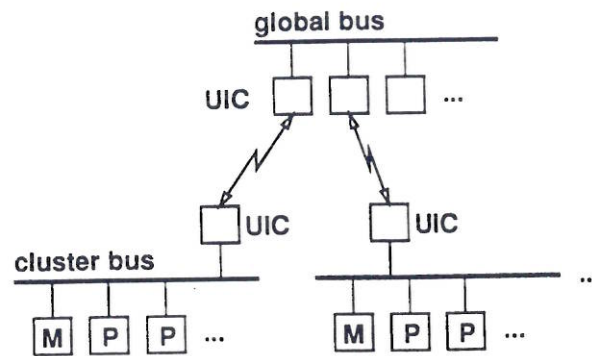 global bus
UIC ...
UIC UIC
cluster bus ..
M P P ... M P P ...